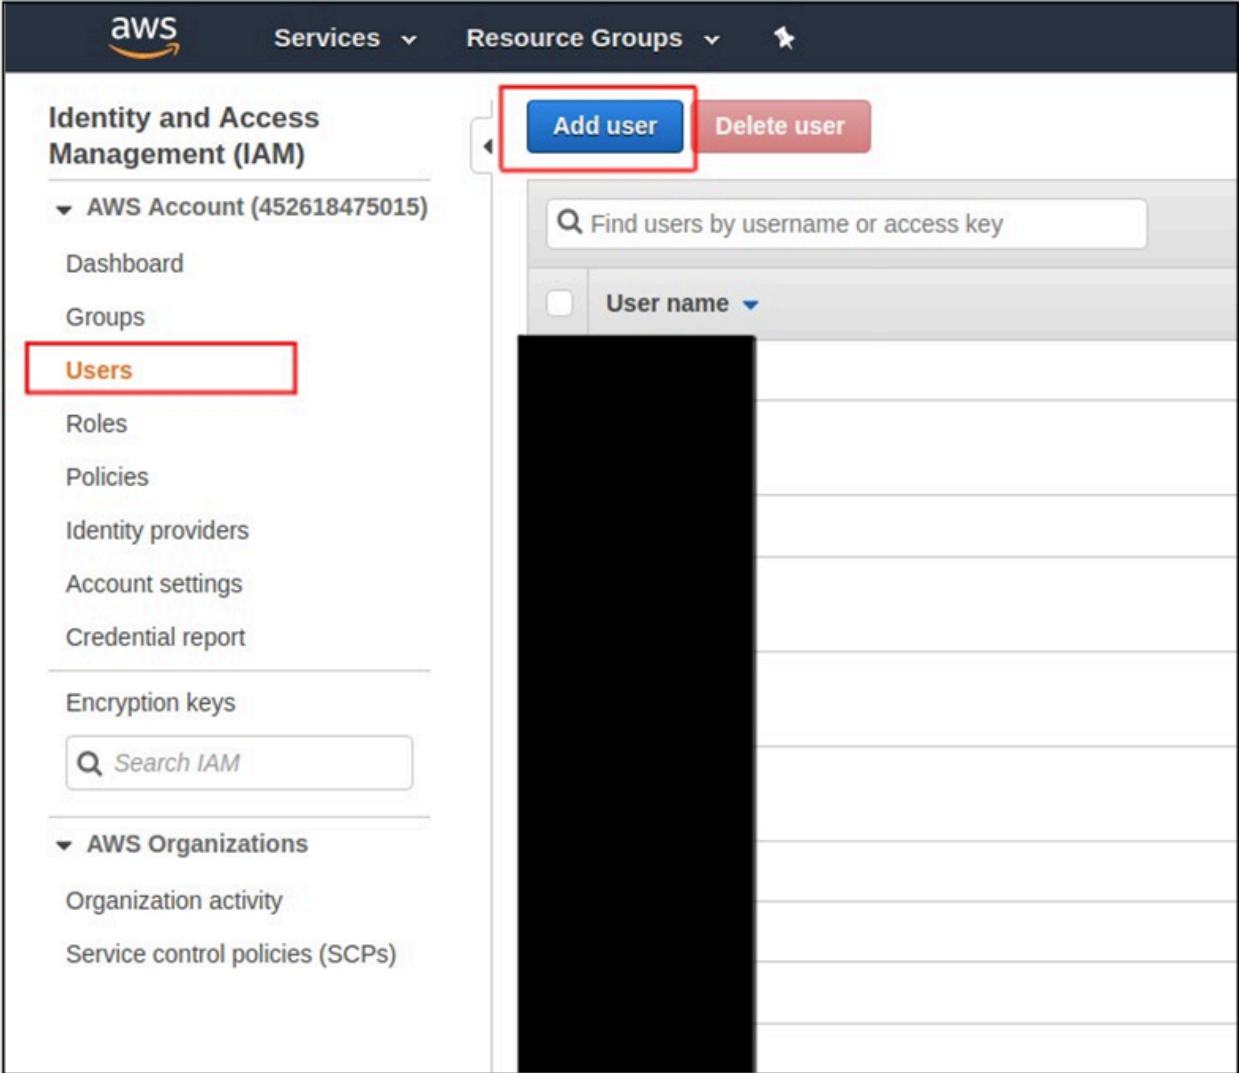 aws
Services
Resource Groups
Identity and Access
Management (IAM)
AWS Account (452618475015)
Dashboard
Groups
Users
Roles
Policies
Identity providers
Account settings
Credential report
Encryption keys
Search IAM
AWS Organizations
Organization activity
Service control policies (SCPs)
Add user
Delete user
Find users by username or access key
User name